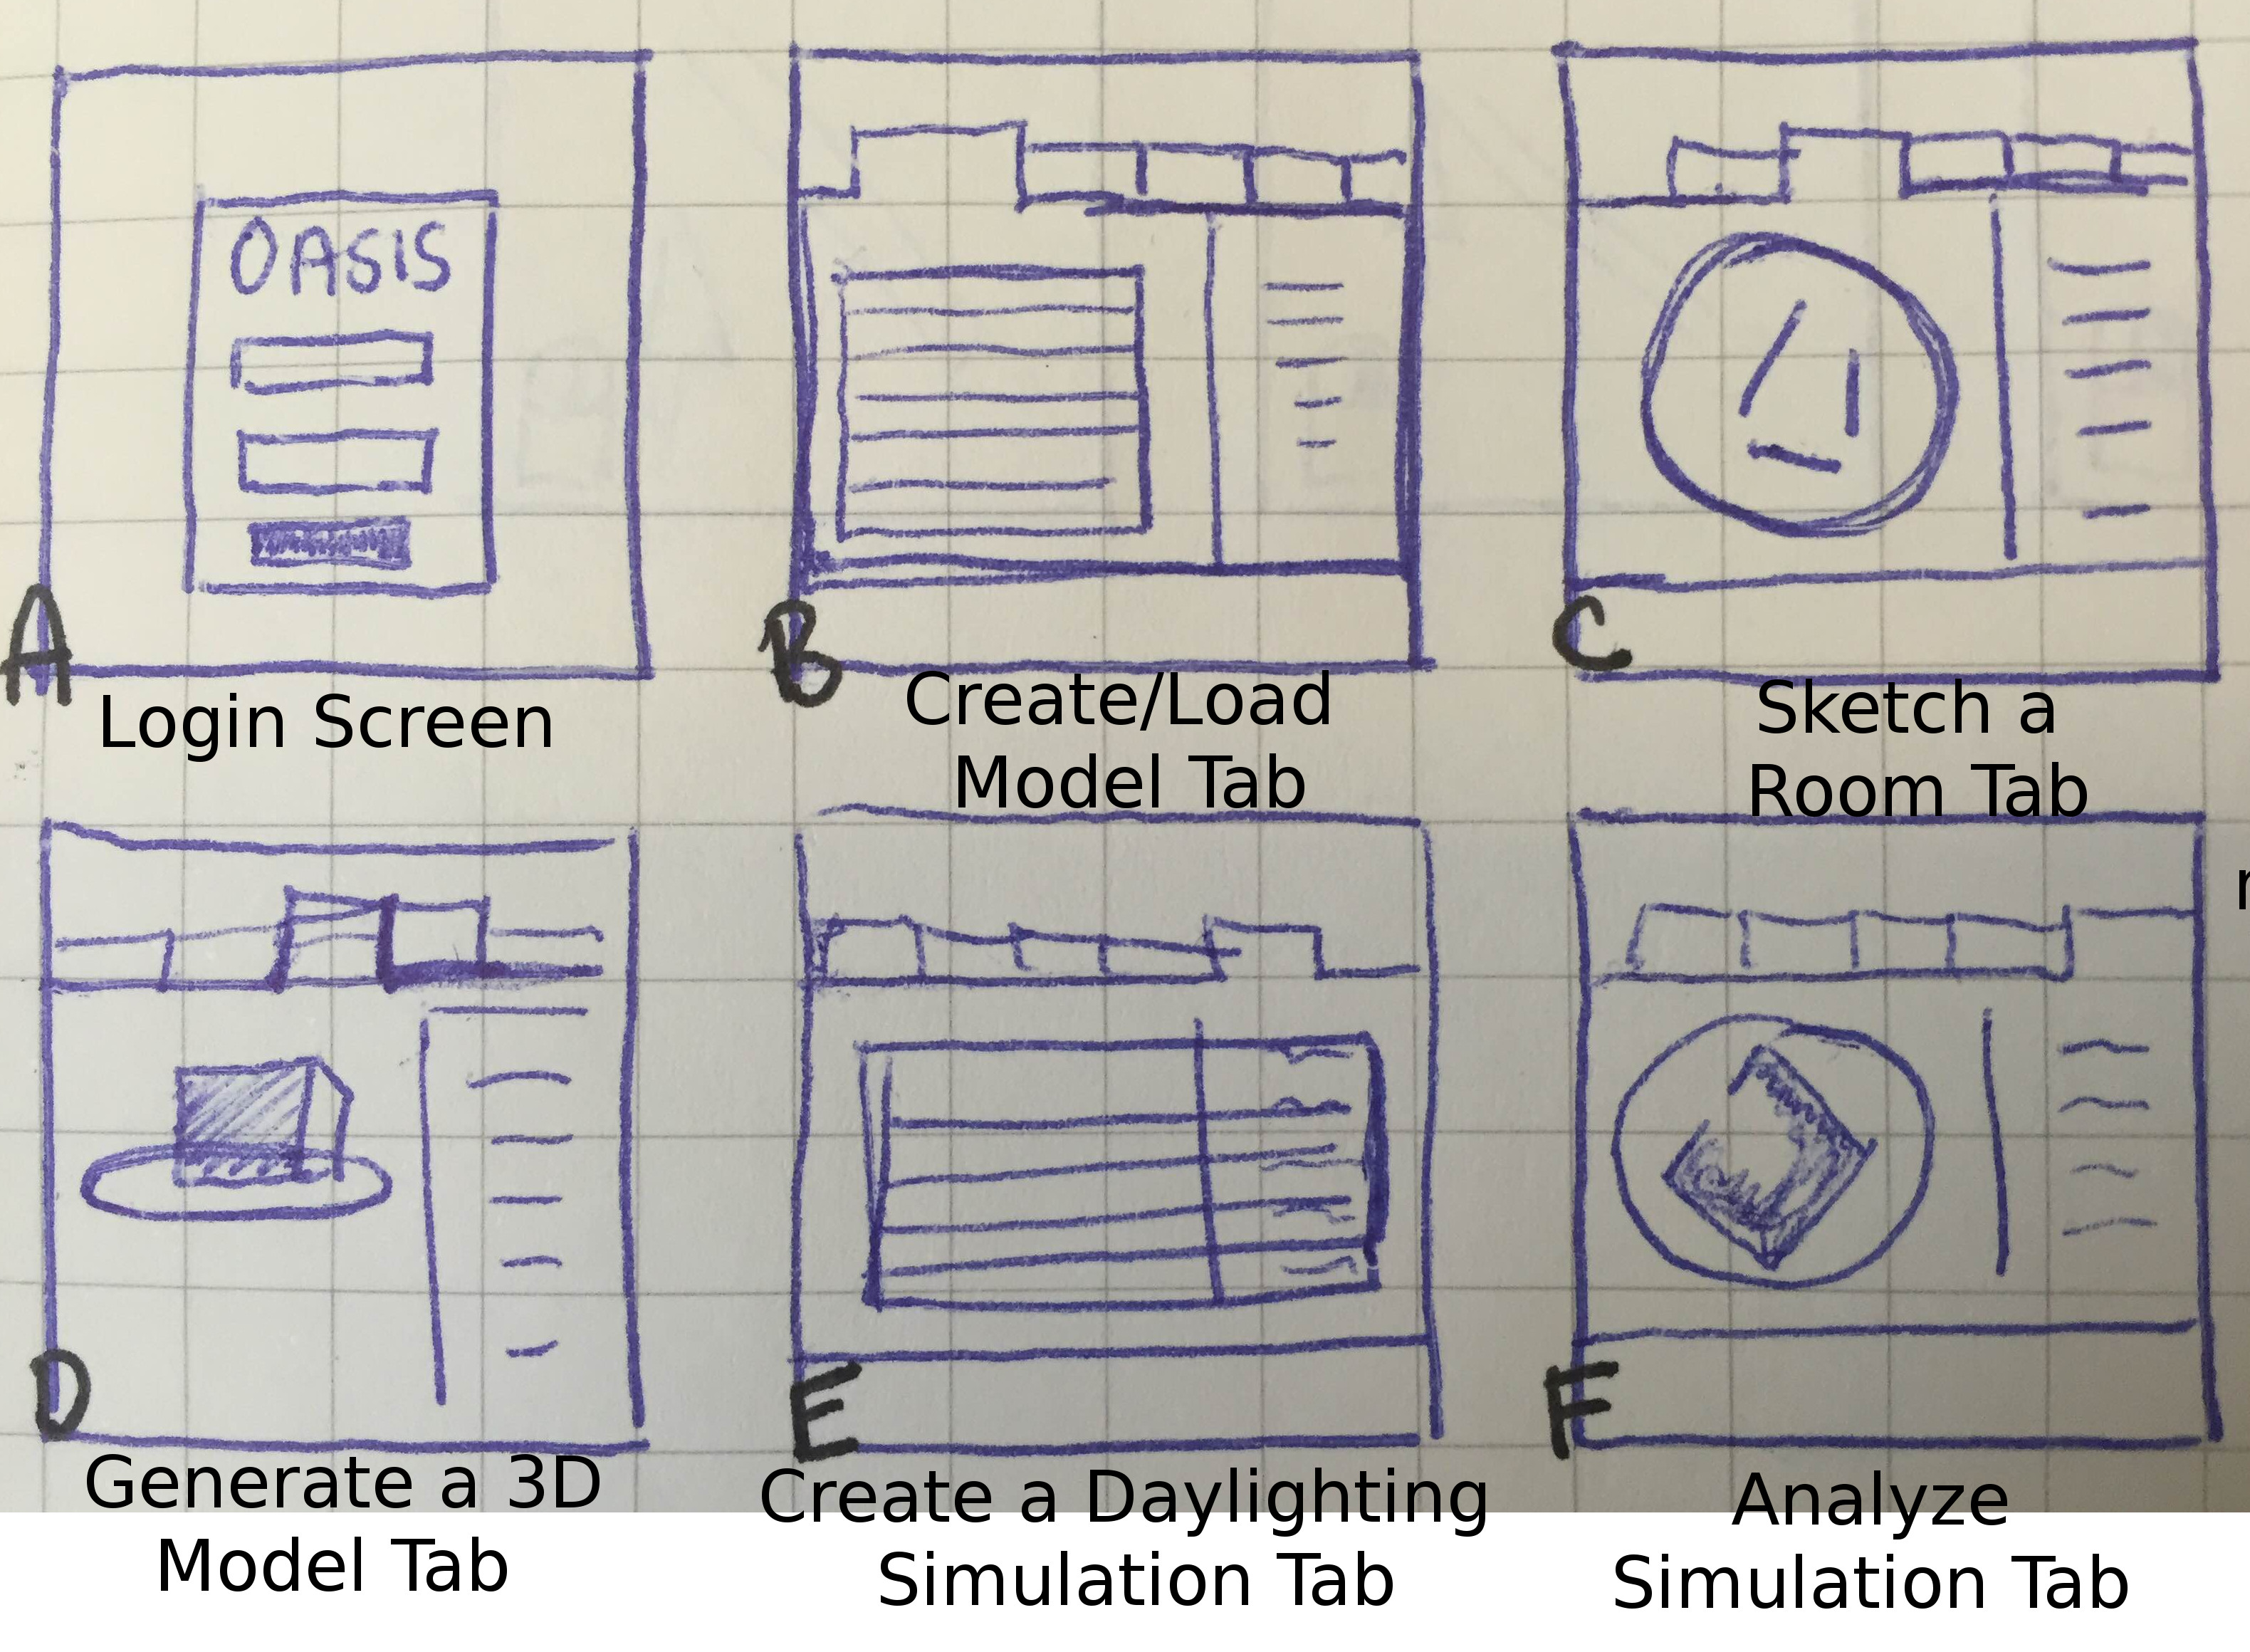 OASIS
A
Login Screen
B
Create/Load
Model Tab
C
Sketch a
Room Tab
D
Generate a 3D
Model Tab
E
Create a Daylighting
Simulation Tab
F
Analyze
Simulation Tab